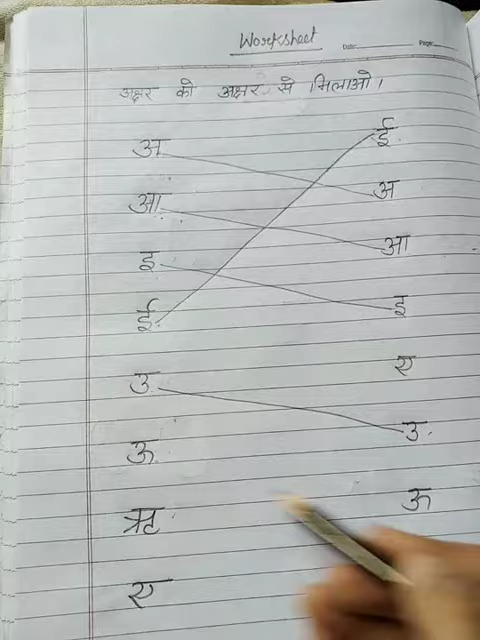 Worksheet
Date: Page:
अक्षर को अक्षर से मिलाओ।
अ ई
आ अ
इ आ
ई इ
उ ए
ऊ उ
ऋ ऊ
ए